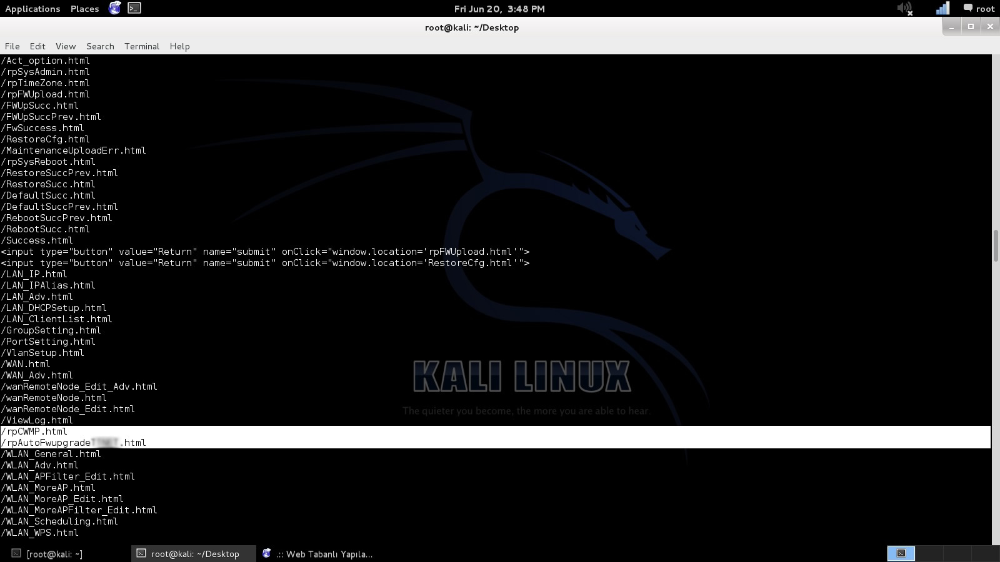 Applications Places Fri Jun 20, 3:48 PM root
root@kali: ~/Desktop
File Edit View Search Terminal Help
/Act_option.html
/rpSysAdmin.html
/rpTimeZone.html
/rpFWUpload.html
/FWUpSucc.html
/FWUpSuccPrev.html
/FwSuccess.html
/RestoreCfg.html
/MaintenanceUploadErr.html
/rpSysReboot.html
/RestoreSuccPrev.html
/RestoreSucc.html
/DefaultSucc.html
/DefaultSuccPrev.html
/RebootSuccPrev.html
/RebootSucc.html
/Success.html
<input type="button" value="Return" name="submit" onClick="window.location='rpFWUpload.html'">
<input type="button" value="Return" name="submit" onClick="window.location='RestoreCfg.html'">
/LAN_IP.html
/LAN_IPAlias.html
/LAN_Adv.html
/LAN_DHCPSetup.html
/LAN_ClientList.html
/GroupSetting.html
/PortSetting.html
/VlanSetup.html
/WAN.html
/WAN_Adv.html
/wanRemoteNode_Edit_Adv.html
/wanRemoteNode.html
/wanRemoteNode_Edit.html
/ViewLog.html
/rpCWMP.html
/rpAutoFwupgrade .html
/WLAN_General.html
/WLAN_Adv.html
/WLAN_APFilter_Edit.html
/WLAN_MoreAP.html
/WLAN_MoreAP_Edit.html
/WLAN_MoreAPFilter_Edit.html
/WLAN_Scheduling.html
/WLAN_WPS.html
KALI LINUX
The quieter you become, the more you are able to hear.
[root@kali: ~] root@kali: ~/Desktop .:: Web Tabanlı Yapıla...